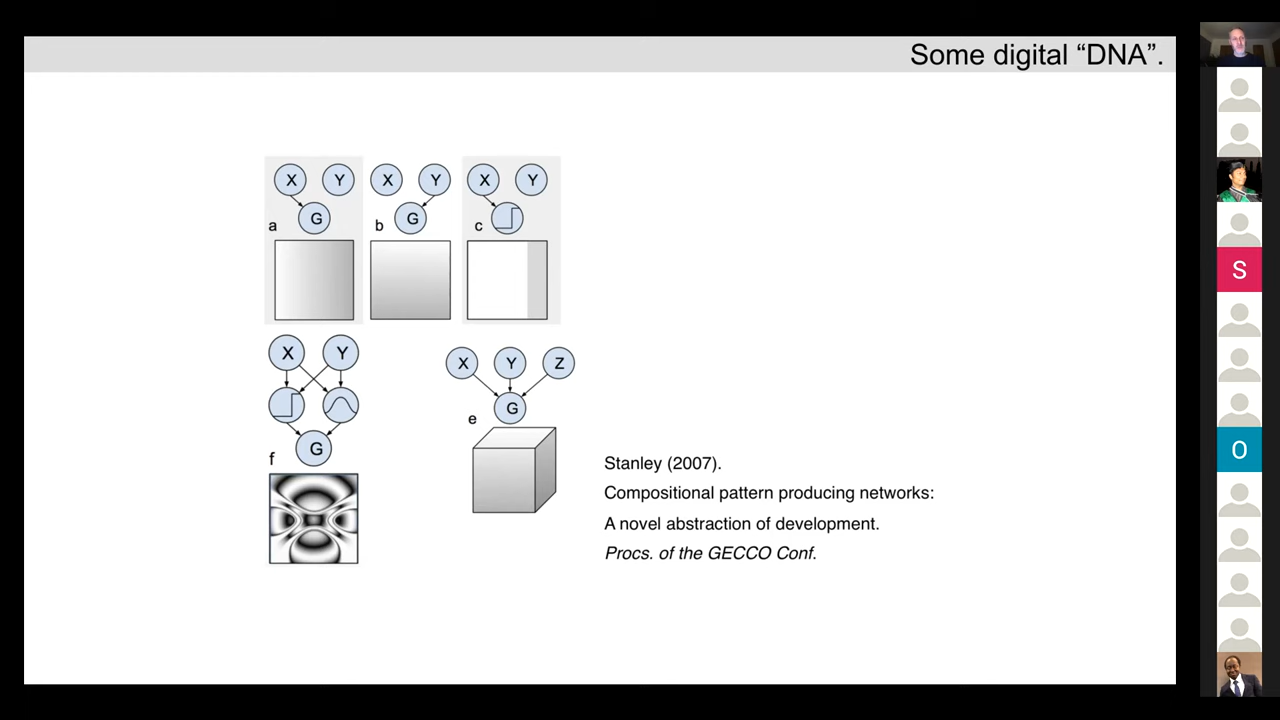 Some digital “DNA”.
X Y X Y X Y
G G
a b c
X Y X Y Z
G
e
G
f
Stanley (2007).
Compositional pattern producing networks:
A novel abstraction of development.
Procs. of the GECCO Conf.
S
O